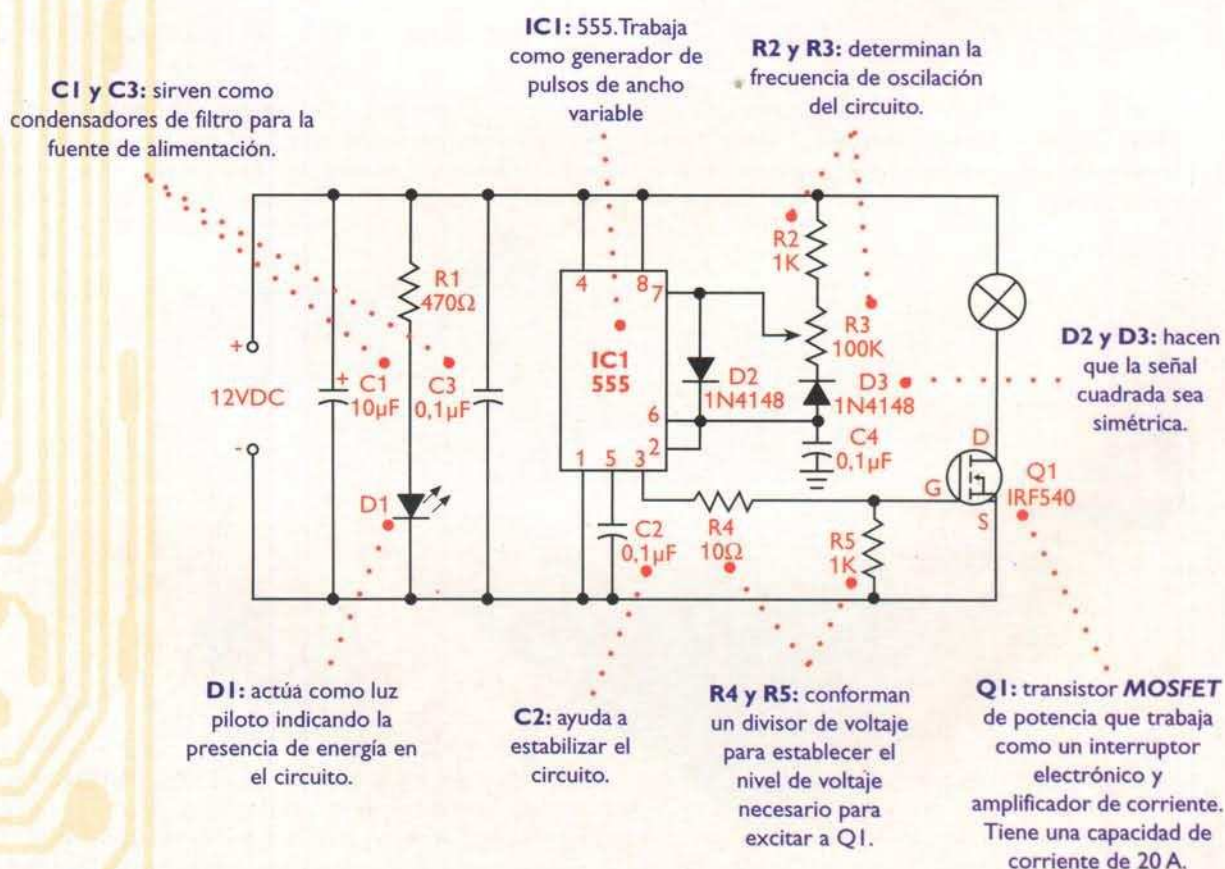 IC1: 555. Trabaja
como generador de
pulsos de ancho
variable
R2 y R3: determinan la
frecuencia de oscilación
del circuito.
C1 y C3: sirven como
condensadores de filtro para la
fuente de alimentación.
R2
1K
4
8
7
R1
470Ω
R3
100K
+
12VDC
-
+
C1
10µF
C3
0,1µF
IC1
555
D2
1N4148
D3
1N4148
D2 y D3: hacen
que la señal
cuadrada sea
simétrica.
6
2
C4
0,1µF
1
5
3
D
G
S
Q1
IRF540
D1
C2
0,1µF
R4
10Ω
R5
1K
D1: actúa como luz
piloto indicando la
presencia de energía en
el circuito.
C2: ayuda a
estabilizar el
circuito.
R4 y R5: conforman
un divisor de voltaje
para establecer el
nivel de voltaje
necesario para
excitar a Q1.
Q1: transistor MOSFET
de potencia que trabaja
como un interruptor
electrónico y
amplificador de corriente.
Tiene una capacidad de
corriente de 20 A.